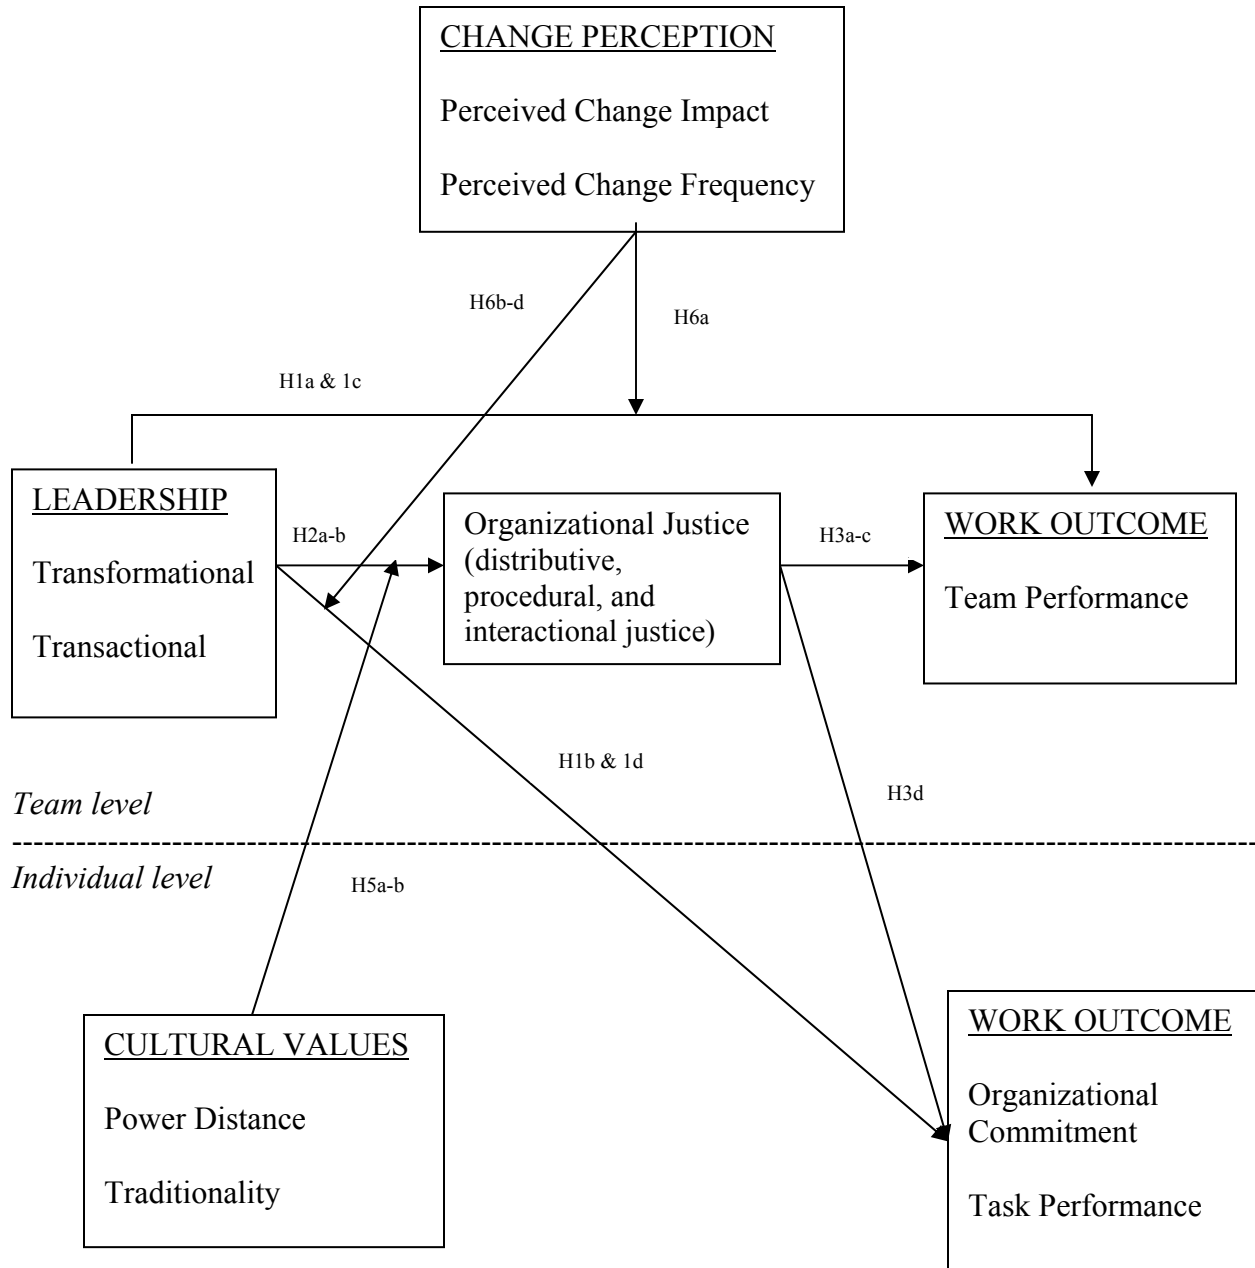 CHANGE PERCEPTION
Perceived Change Impact
Perceived Change Frequency
H6b-d
H6a
H1a & 1c
LEADERSHIP
Transformational
Transactional
H2a-b
Organizational Justice
(distributive,
procedural, and
interactional justice)
H3a-c
WORK OUTCOME
Team Performance
H1b & 1d
H3d
Team level
Individual level
H5a-b
CULTURAL VALUES
Power Distance
Traditionality
WORK OUTCOME
Organizational
Commitment
Task Performance